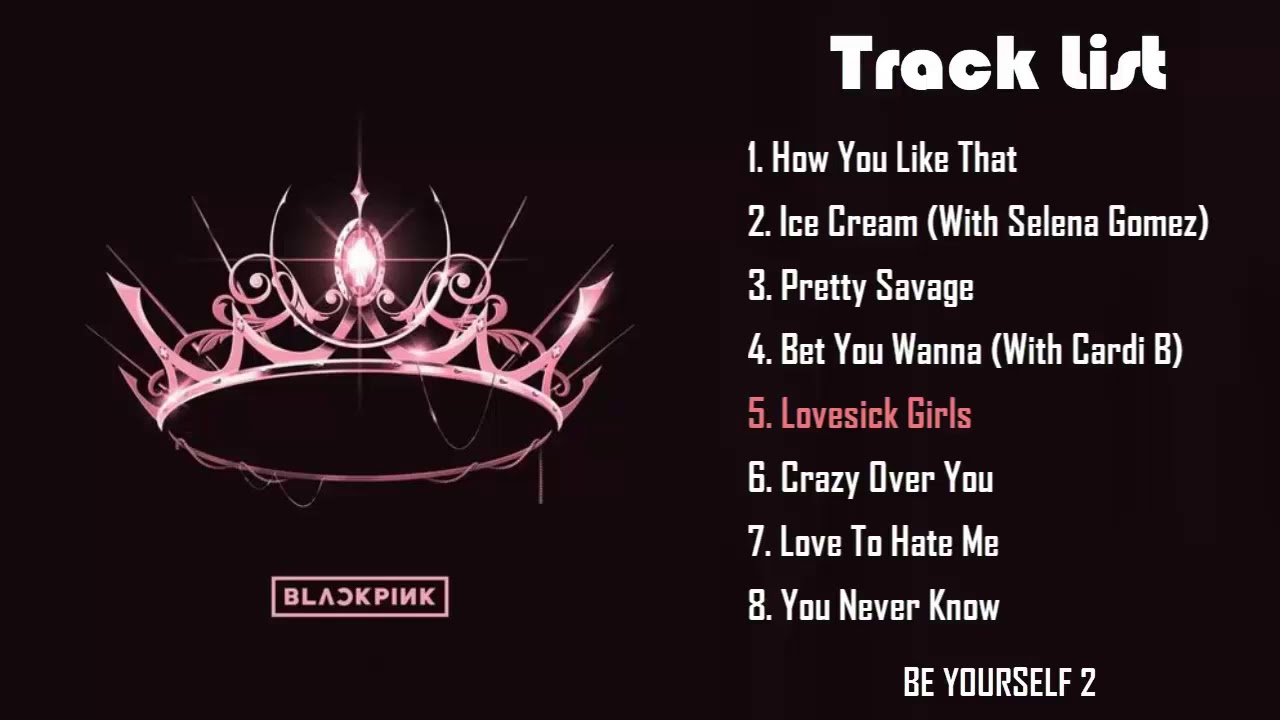 Track List
1. How You Like That
2. Ice Cream (With Selena Gomez)
3. Pretty Savage
4. Bet You Wanna (With Cardi B)
5. Lovesick Girls
6. Crazy Over You
7. Love To Hate Me
8. You Never Know
BLACKPINK
BE YOURSELF 2